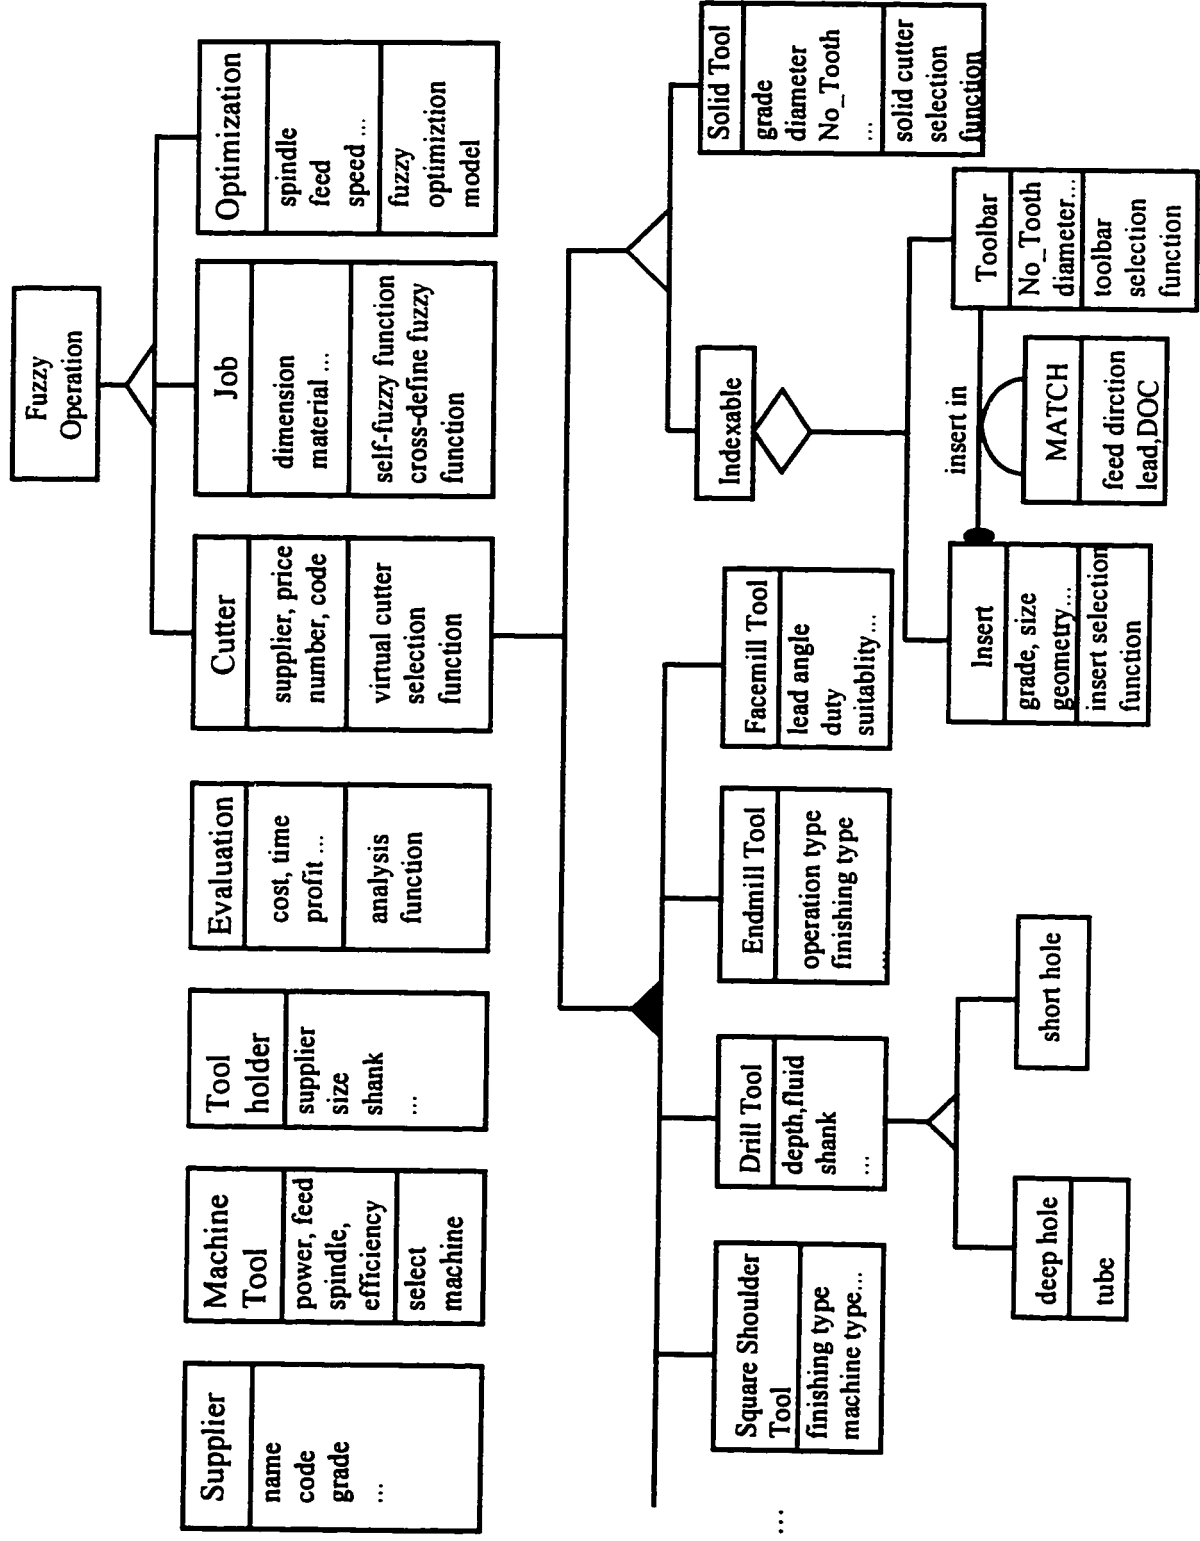 Fuzzy
Operation
Supplier
name
code
grade
...
Machine
Tool
power, feed
spindle,
efficiency
select
machine
Tool
holder
supplier
size
shank
...
Evaluation
cost, time
profit ...
analysis
function
Cutter
supplier, price
number, code
virtual cutter
selection
function
Job
dimension
material ...
self-fuzzy function
cross-define fuzzy
function
Optimization
spindle
feed
speed ...
fuzzy
optimiztion
model
...
Square Shoulder
Tool
finishing type
machine type...
Drill Tool
depth,fluid
shank
...
Endmill Tool
operation type
finishing type
...
Facemill Tool
lead angle
duty
suitablity...
Indexable
Solid Tool
grade
diameter
No_Tooth
...
solid cutter
selection
function
deep hole
tube
short hole
Insert
grade, size
geometry...
insert selection
function
insert in
MATCH
feed dirction
lead,DOC
Toolbar
No_Tooth
diameter...
toolbar
selection
function